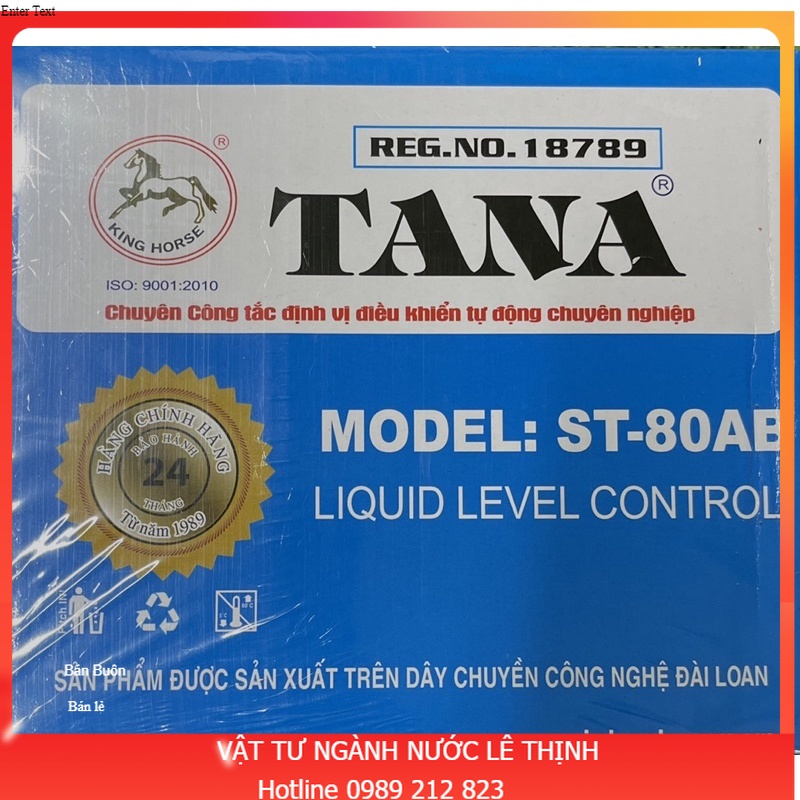 Enter Text
REG.NO.18789
TANA®
®
KING HORSE
ISO: 9001:2010
Chuyên Công tắc định vị điều khiển tự động chuyên nghiệp
HÀNG CHÍNH HÃNG
BẢO HÀNH
24
THÁNG
Từ năm 1989
MODEL: ST-80AB
LIQUID LEVEL CONTROL
Bán Buôn
SẢN PHẨM ĐƯỢC SẢN XUẤT TRÊN DÂY CHUYỀN CÔNG NGHỆ ĐÀI LOAN
Bán lẻ
VẬT TƯ NGÀNH NƯỚC LÊ THỊNH
Hotline 0989 212 823